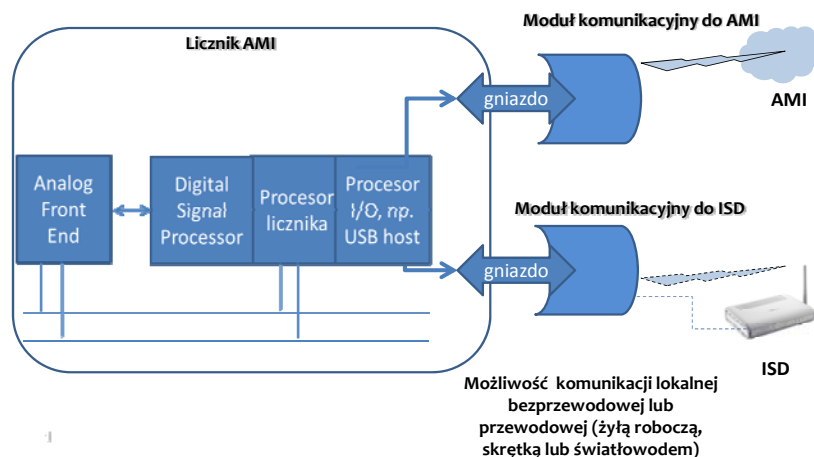 Moduł komunikacyjny do AMI
Licznik AMI
gniazdo
AMI
Analog
Front
End
Digital
Signal
Processor
Procesor
licznika
Procesor
I/O, np.
USB host
Moduł komunikacyjny do ISD
gniazdo
ISD
Możliwość komunikacji lokalnej
bezprzewodowej lub
przewodowej (żyłą roboczą,
skrętką lub światłowodem)